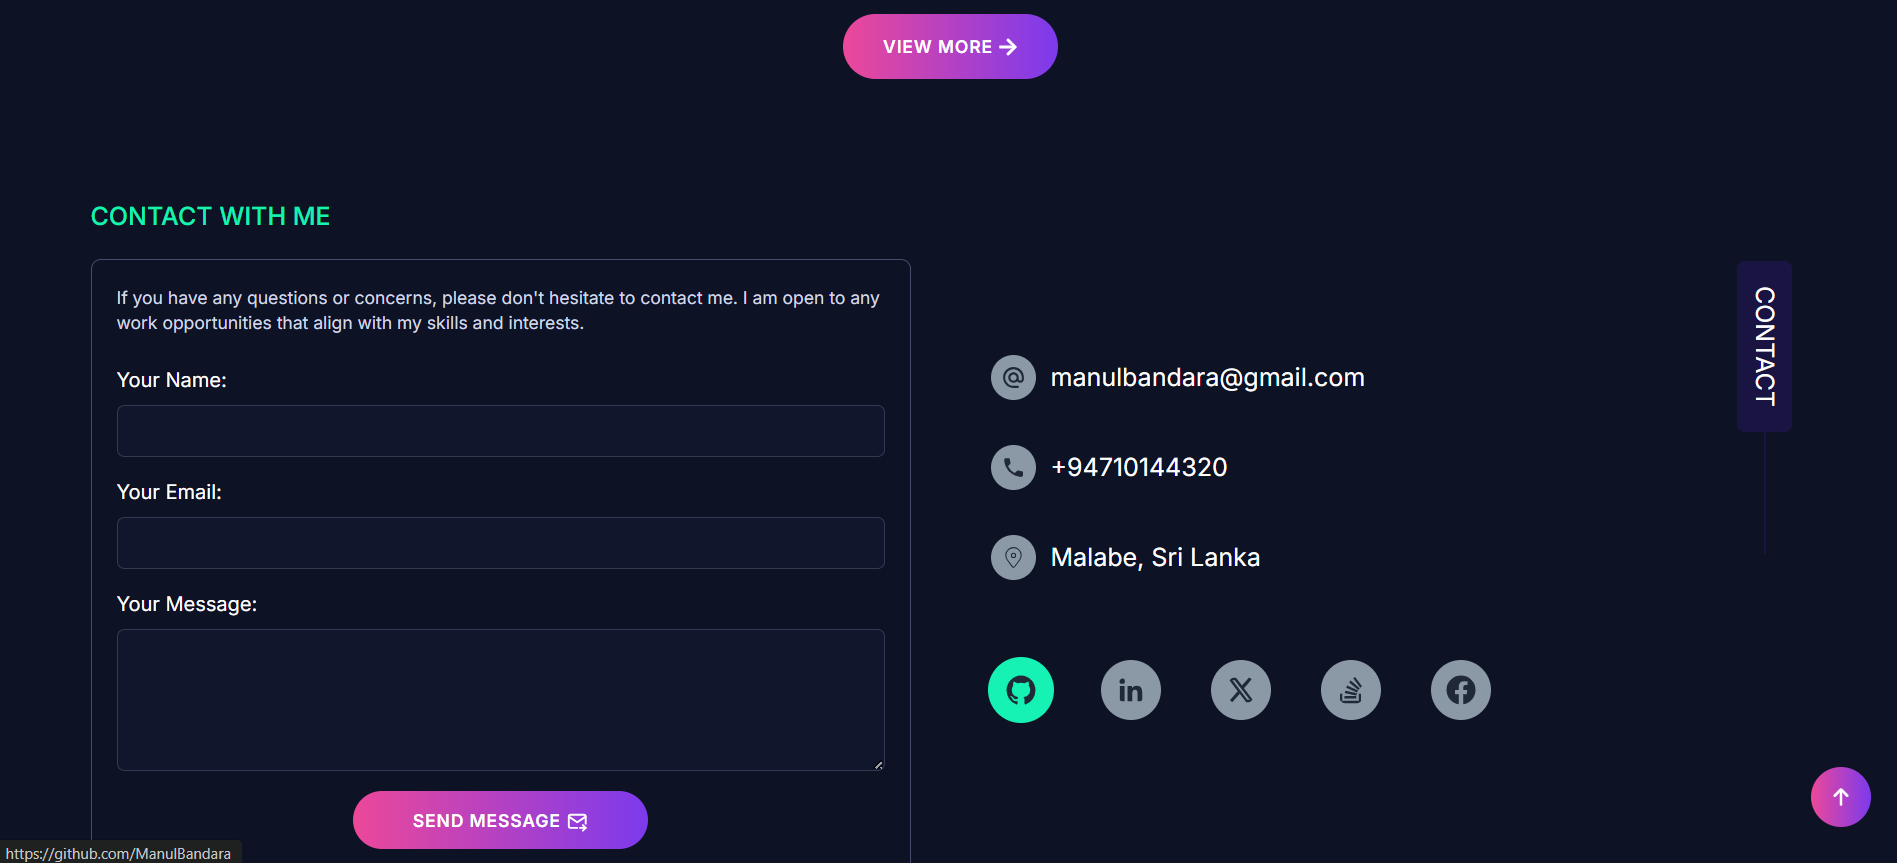 VIEW MORE
CONTACT WITH ME
If you have any questions or concerns, please don't hesitate to contact me. I am open to any
work opportunities that align with my skills and interests.
Your Name:
Your Email:
Your Message:
SEND MESSAGE
manulbandara@gmail.com
+94710144320
Malabe, Sri Lanka
in
X
CONTACT
https://github.com/ManulBandara